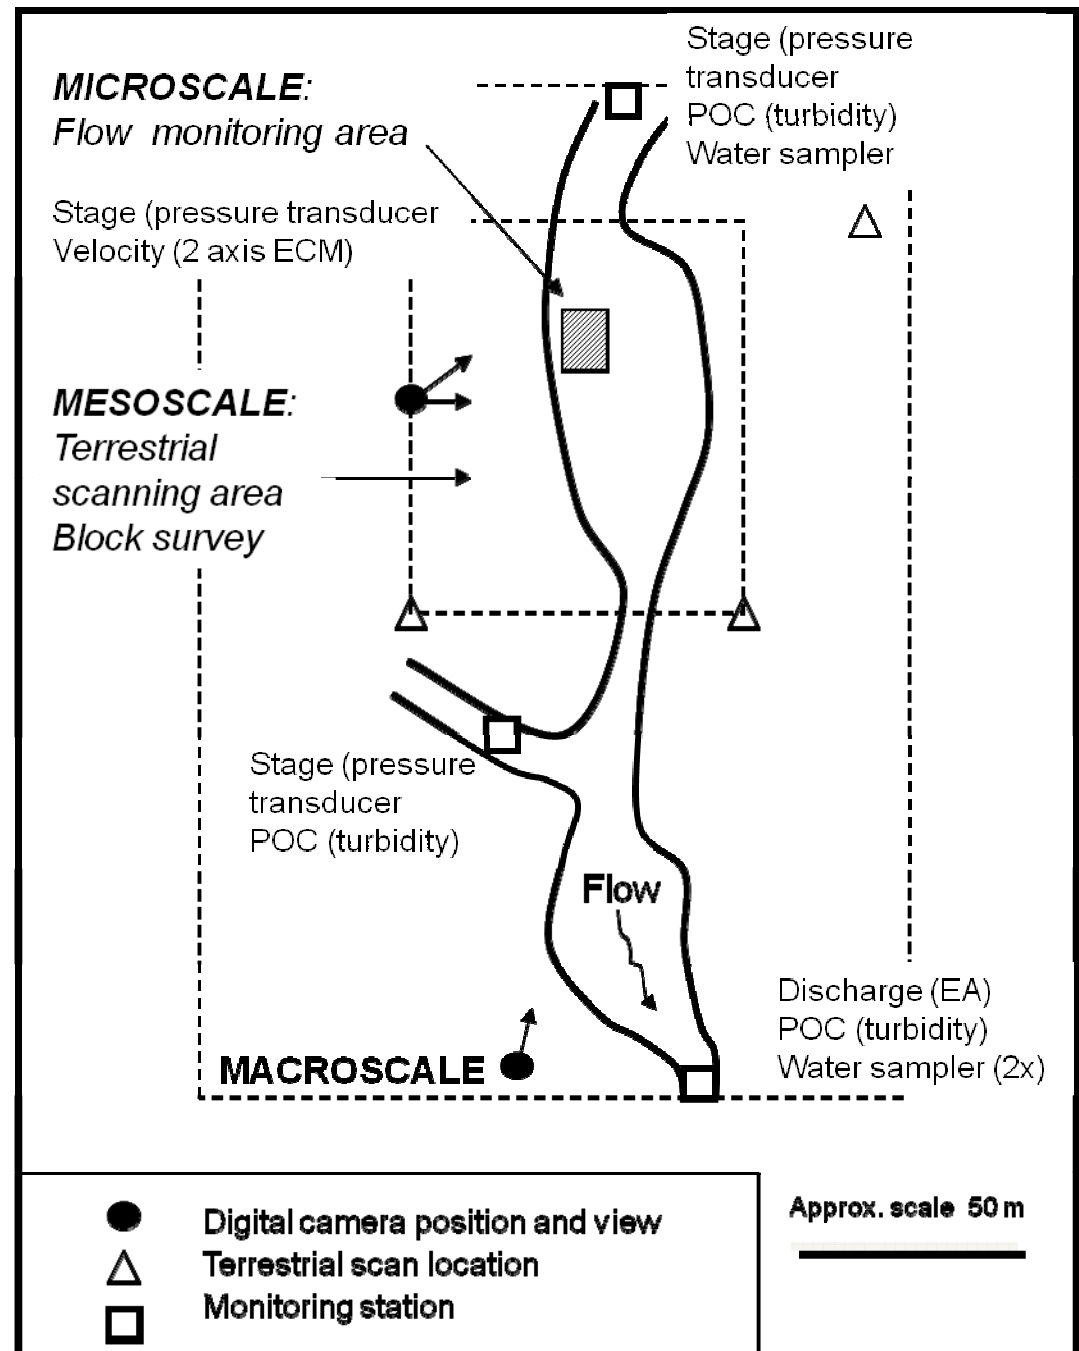 MICROSCALE:
Flow monitoring area
Stage (pressure
transducer
POC (turbidity)
Water sampler
Stage (pressure transducer
Velocity (2 axis ECM)
MESOSCALE:
Terrestrial
scanning area
Block survey
Stage (pressure
transducer
POC (turbidity)
Flow
Discharge (EA)
POC (turbidity)
Water sampler (2x)
MACROSCALE
Digital camera position and view
Terrestrial scan location
Monitoring station
Approx. scale 50 m